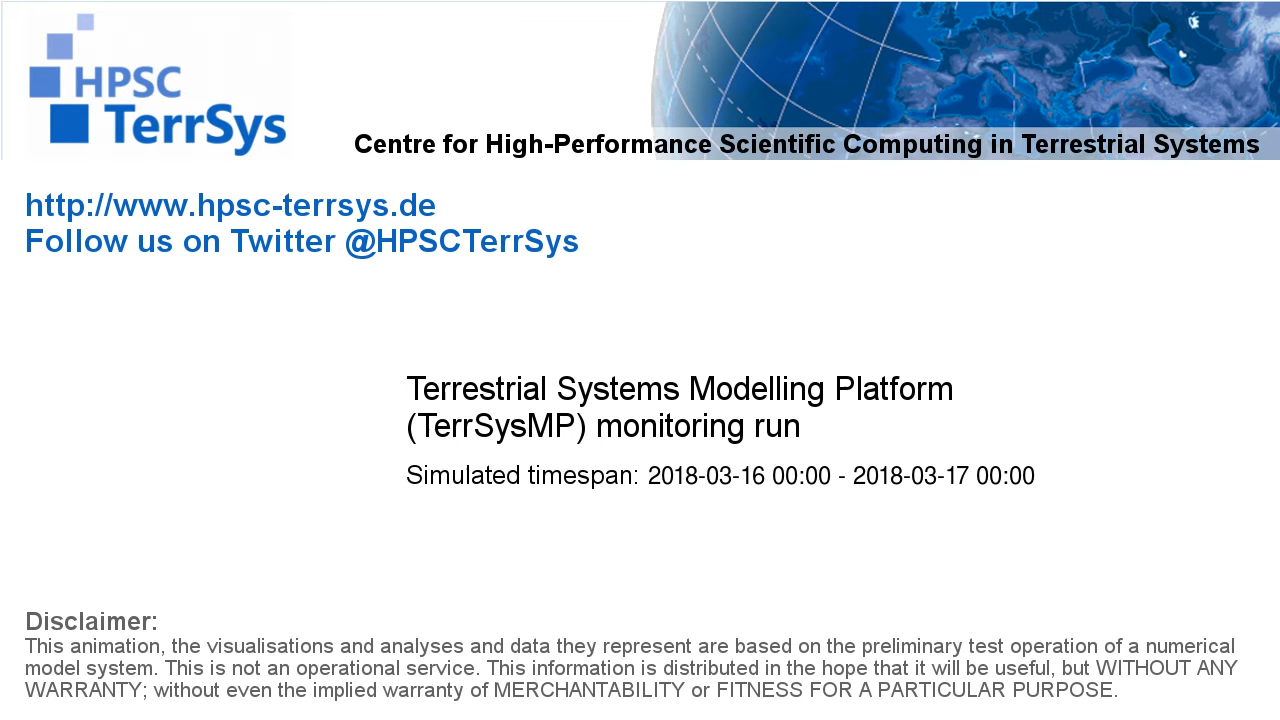 HPSC
TerrSys
Centre for High-Performance Scientific Computing in Terrestrial Systems
http://www.hpsc-terrsys.de
Follow us on Twitter @HPSCTerrSys
Terrestrial Systems Modelling Platform
(TerrSysMP) monitoring run
Simulated timespan: 2018-03-16 00:00 - 2018-03-17 00:00
Disclaimer:
This animation, the visualisations and analyses and data they represent are based on the preliminary test operation of a numerical
model system. This is not an operational service. This information is distributed in the hope that it will be useful, but WITHOUT ANY
WARRANTY; without even the implied warranty of MERCHANTABILITY or FITNESS FOR A PARTICULAR PURPOSE.